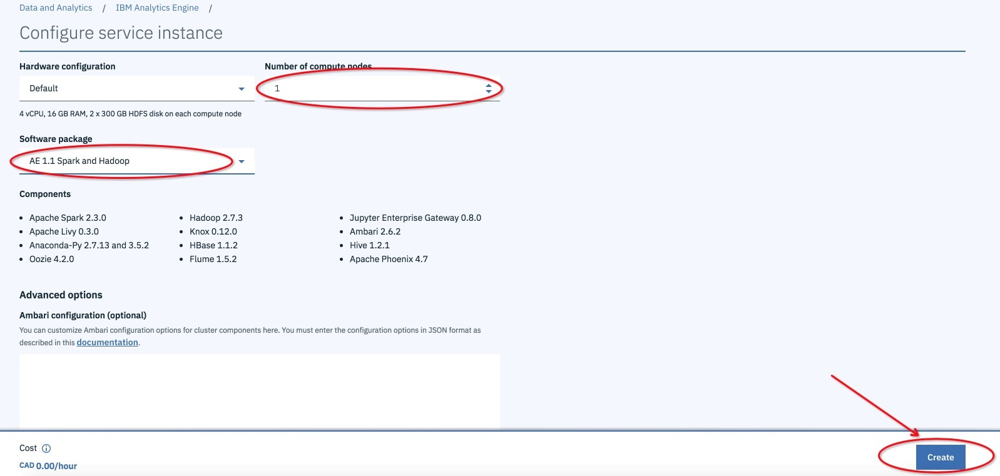 Data and Analytics / IBM Analytics Engine /
Configure service instance
Hardware configuration
Number of compute nodes
Default
1
4 vCPU, 16 GB RAM, 2 x 300 GB HDFS disk on each compute node
Software package
AE 1.1 Spark and Hadoop
Components
Apache Spark 2.3.0
Apache Livy 0.3.0
Anaconda-Py 2.7.13 and 3.5.2
Oozie 4.2.0
Hadoop 2.7.3
Knox 0.12.0
HBase 1.1.2
Flume 1.5.2
Jupyter Enterprise Gateway 0.8.0
Ambari 2.6.2
Hive 1.2.1
Apache Phoenix 4.7
Advanced options
Ambari configuration (optional)
You can customize Ambari configuration options for cluster components here. You must enter the configuration options in JSON format as
described in this documentation.
Cost
CAD 0.00/hour
Create